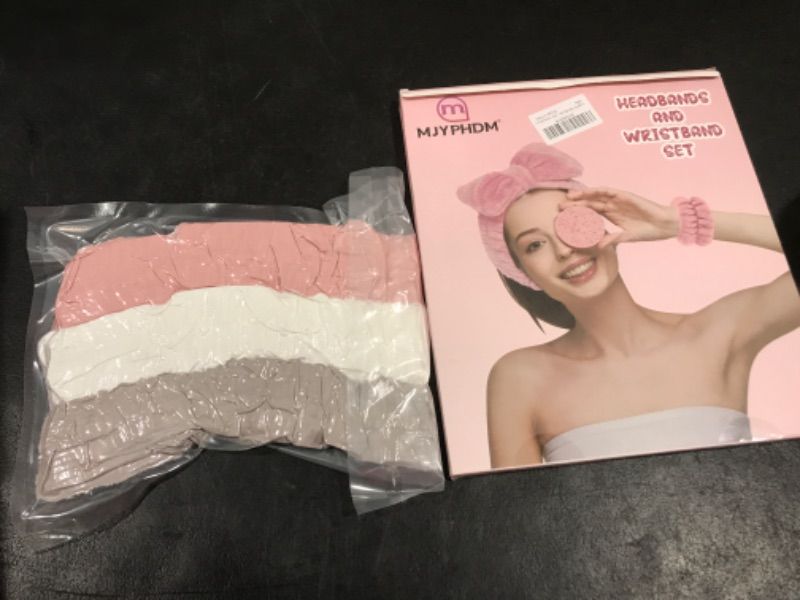 m
MJYPHDM
HEADBANDS
AND
WRISTBAND
SET